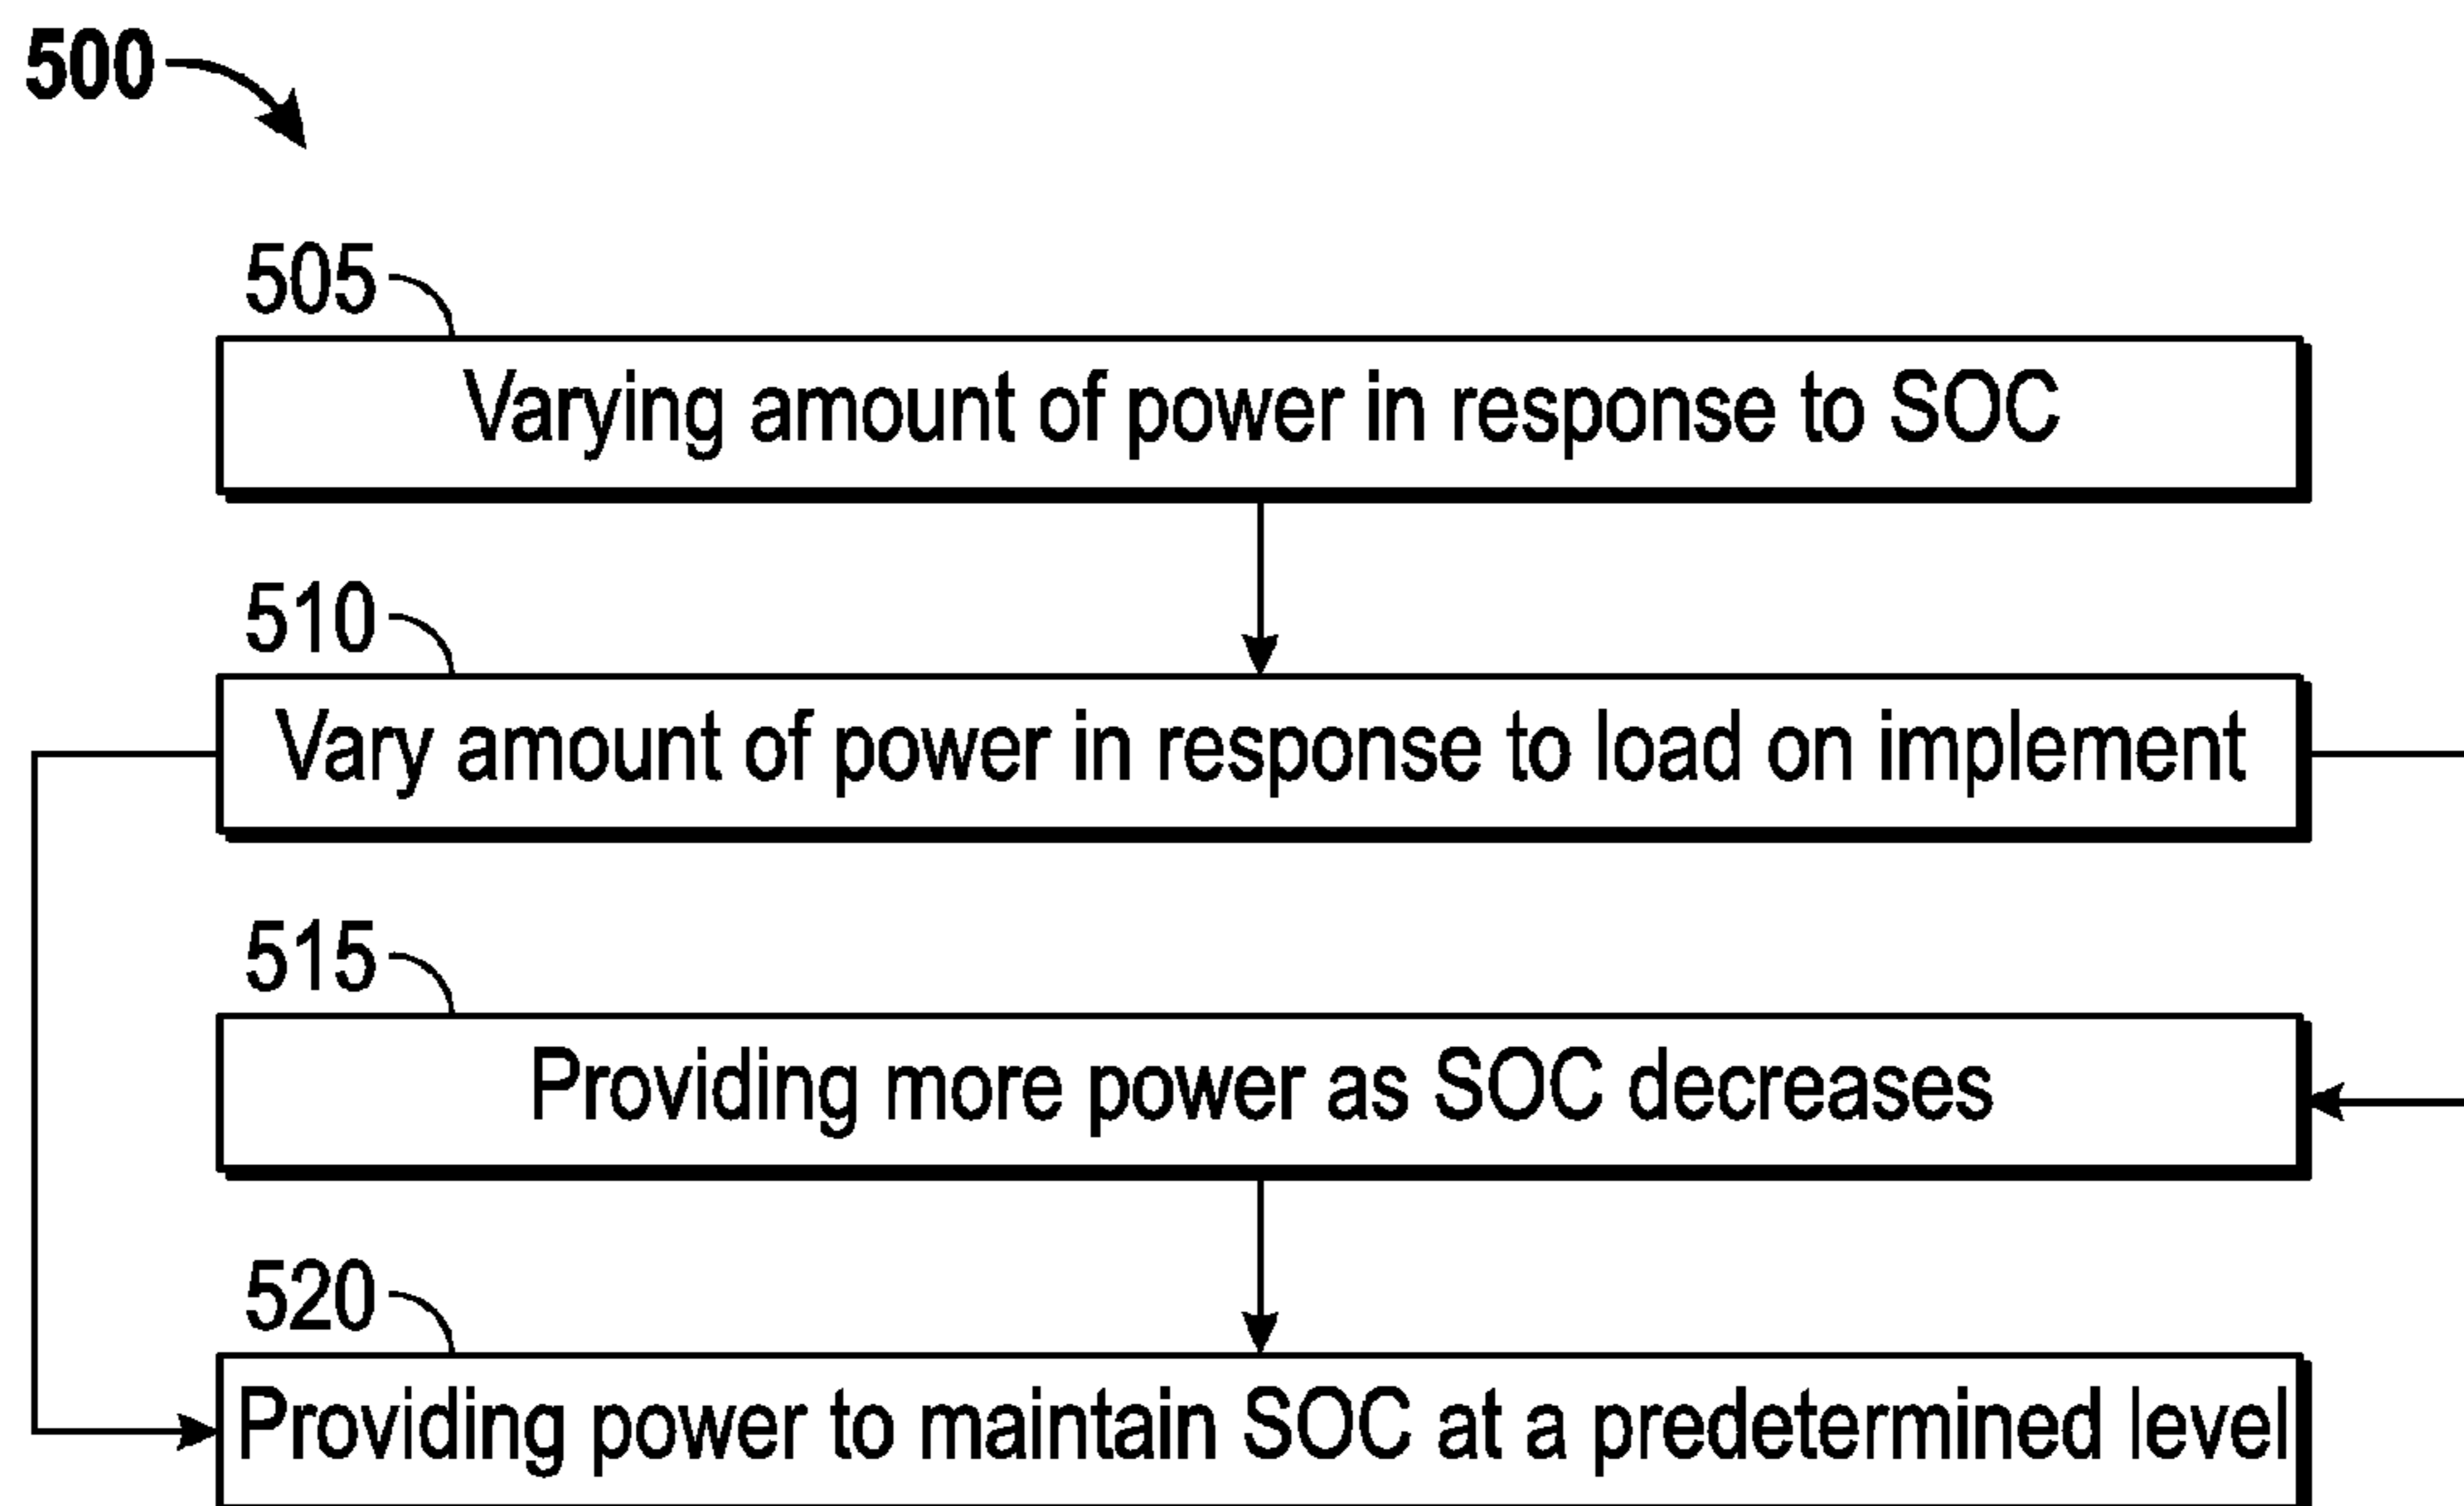 500
505
Varying amount of power in response to SOC
510
Vary amount of power in response to load on implement
515
Providing more power as SOC decreases
520
Providing power to maintain SOC at a predetermined level